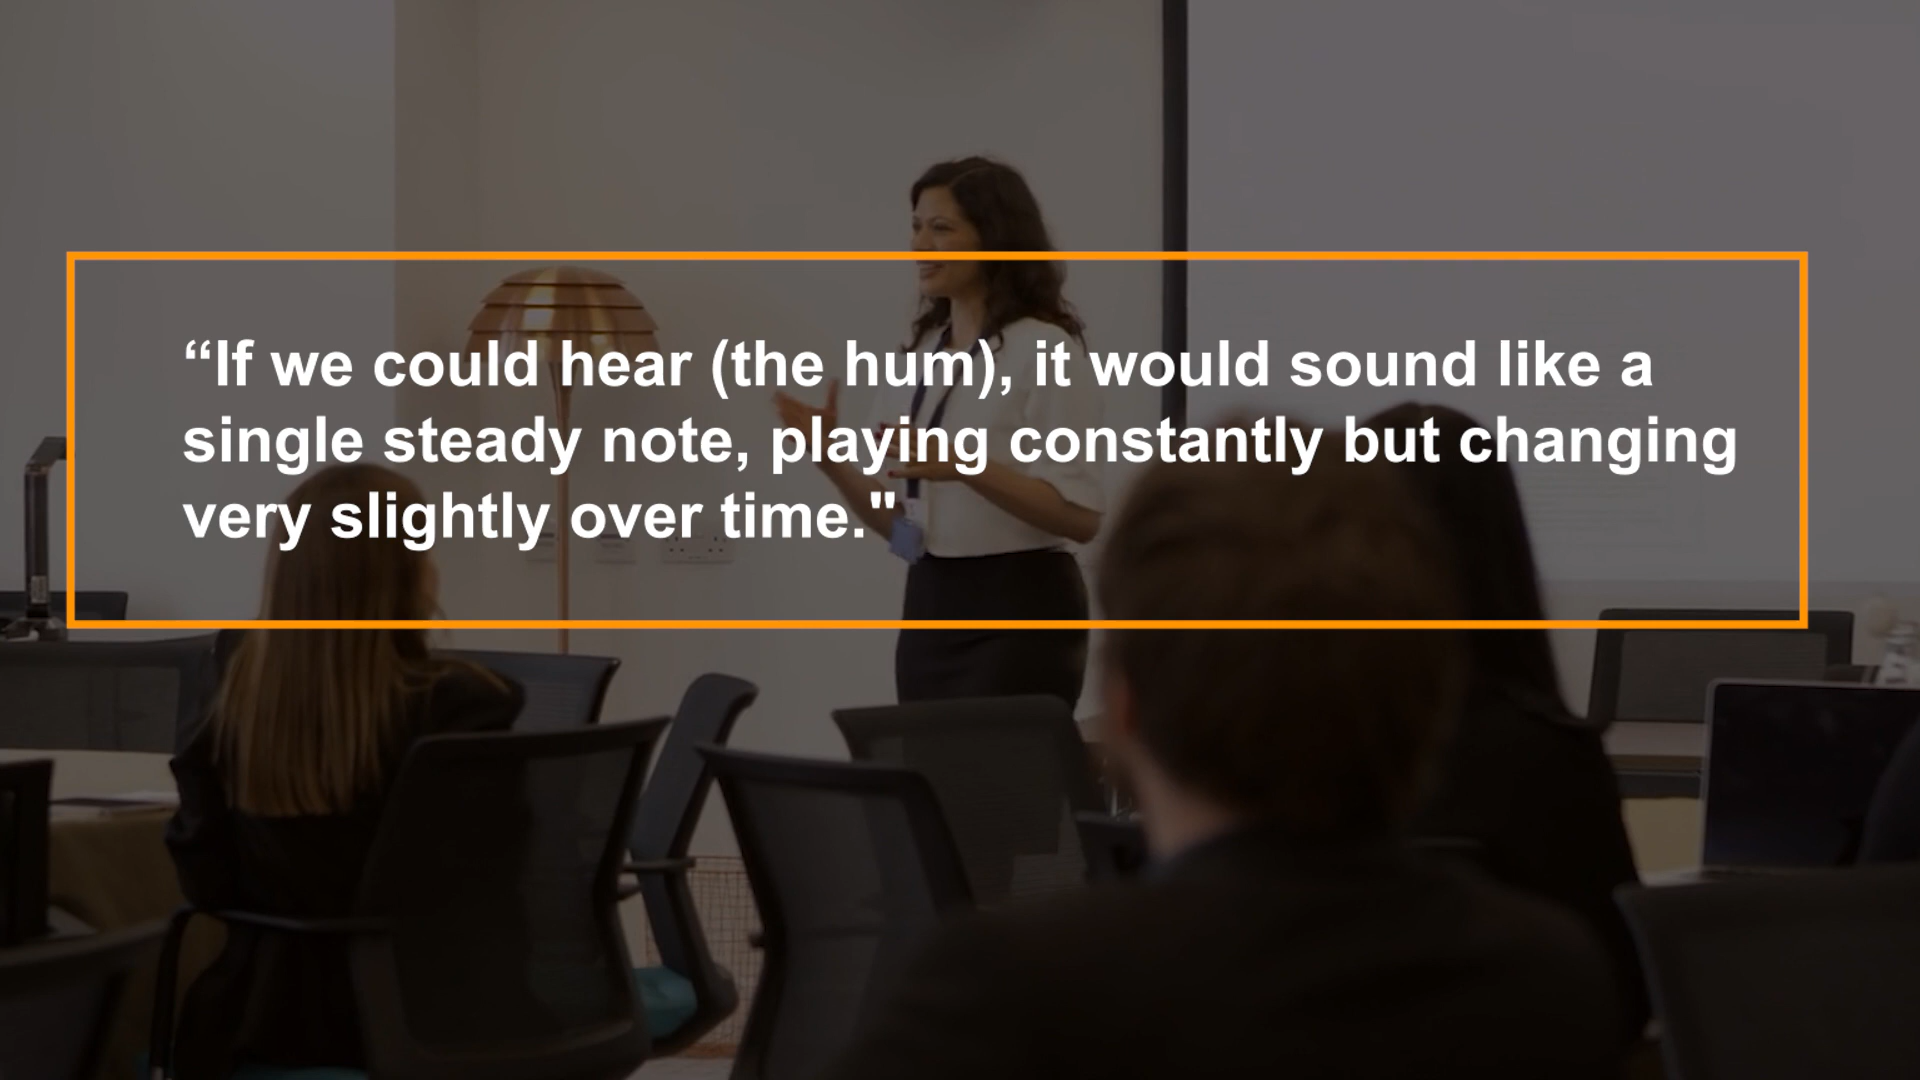 “If we could hear (the hum), it would sound like a
single steady note, playing constantly but changing
very slightly over time."